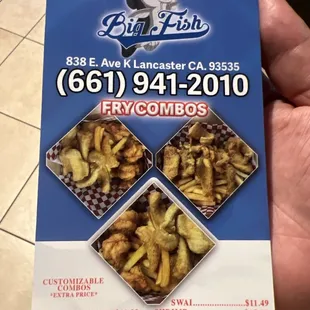 Big Fish
838 E. Ave K Lancaster CA. 93535
(661) 941-2010
FRY COMBOS
CUSTOMIZABLE
COMBOS
*EXTRA PRICE*
SWAI....................$11.49